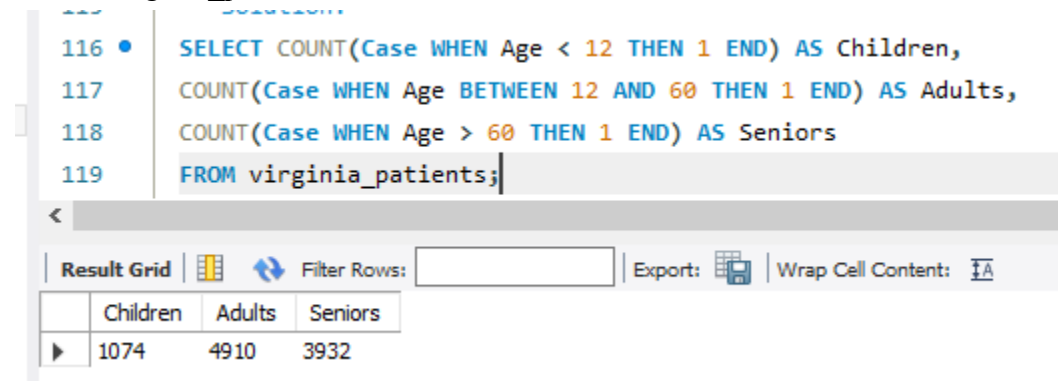 116 SELECT COUNT(Case WHEN Age < 12 THEN 1 END) AS Children,
117 COUNT(Case WHEN Age BETWEEN 12 AND 60 THEN 1 END) AS Adults,
118 COUNT(Case WHEN Age > 60 THEN 1 END) AS Seniors
119 FROM virginia_patients;
Result Grid Filter Rows: Export: Wrap Cell Content:
Children Adults Seniors
1074 4910 3932